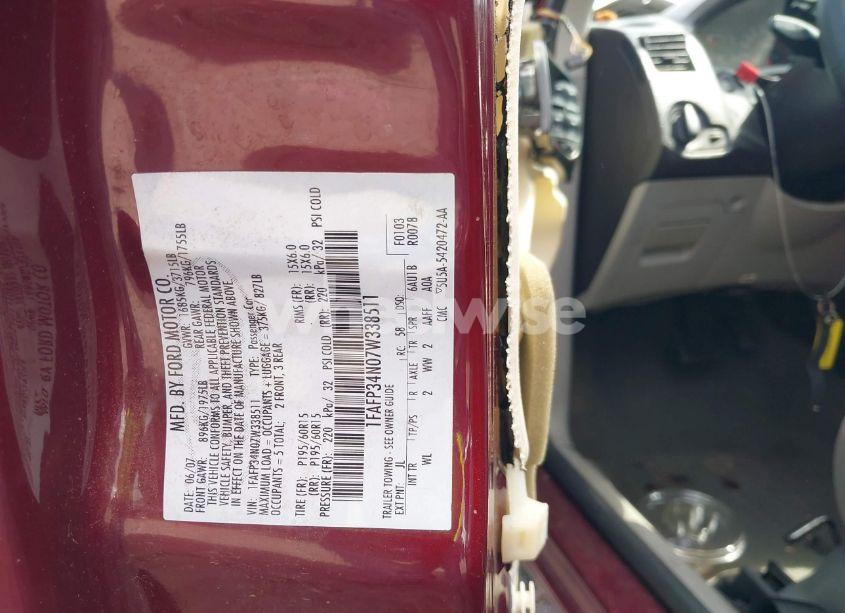 MFD. BY FORD MOTOR CO.
DATE: 06/07 GVWR: 1685KG/3715LB
FRONT GAWR: 896KG/1975LB REAR GAWR: 796KG/1755LB
THIS VEHICLE CONFORMS TO ALL APPLICABLE FEDERAL MOTOR
VEHICLE SAFETY, BUMPER, AND THEFT PREVENTION STANDARDS
IN EFFECT ON THE DATE OF MANUFACTURE SHOWN ABOVE.
VIN: 1FAFP34N07W338511 TYPE: Passenger Car
MAXIMUM LOAD = OCCUPANTS + LUGGAGE = 375KG/ 827LB
OCCUPANTS = 5 TOTAL: 2 FRONT, 3 REAR
TIRE (FR): P195/60R15 RIMS (FR): 15X6.0
(RR): P195/60R15 (RR): 15X6.0
PRESSURE (FR): 220 kPa/ 32 PSI COLD (RR): 220 kPa/ 32 PSI COLD
1FAFP34N07W338511
TRAILER TOWING - SEE OWNER GUIDE
EXT PNT: JL RC: 58 DSO: 6AU1B F0103
R0078
INT TR TP/PS R AXLE TR SPR
WL 2 WW 2 AAFF A0A
CMC ▽5U5A-5420472-AA
wheelwise